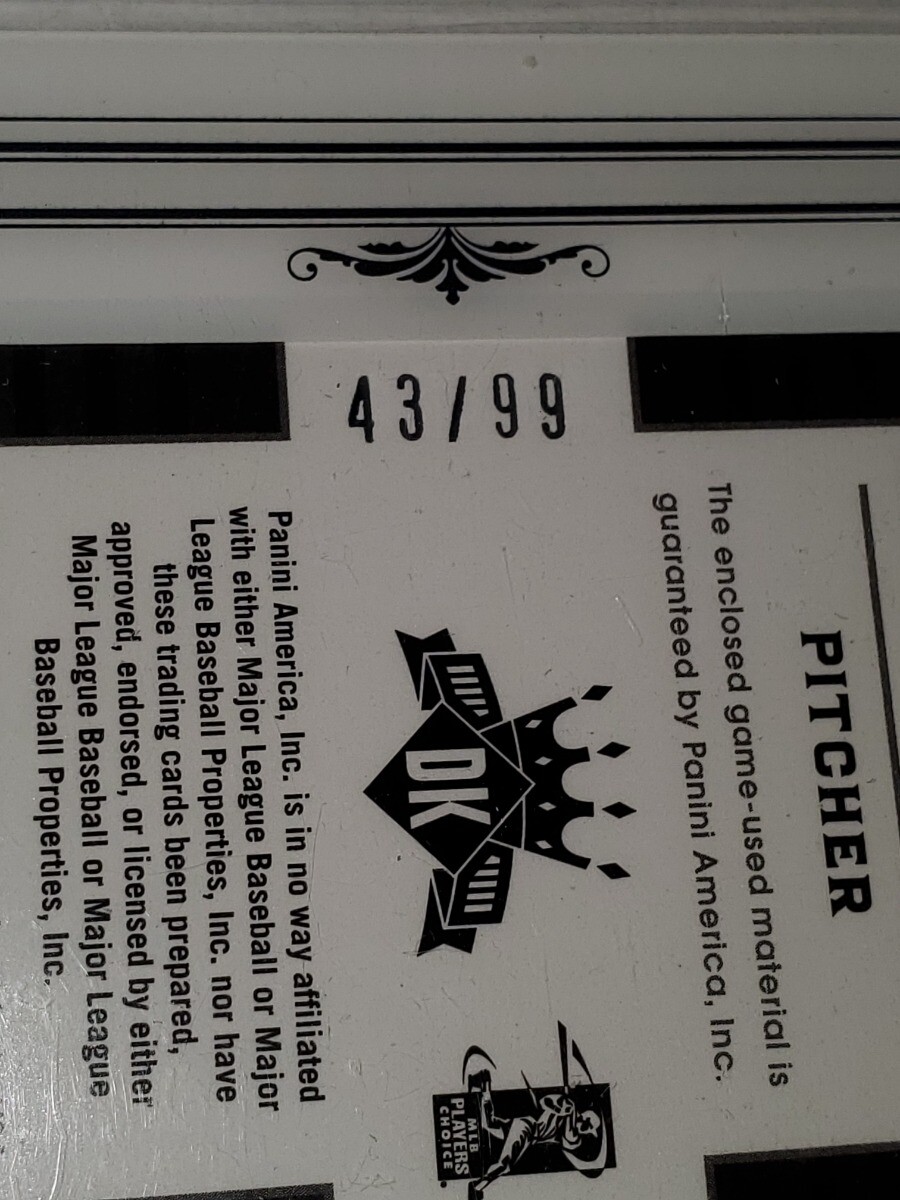 43/99
PITCHER
The enclosed game-used material is
guaranteed by Panini America, Inc.
DK
MLB
PLAYERS
CHOICE
Panini America, Inc. is in no way affiliated
with either Major League Baseball or Major
League Baseball Properties, Inc. nor have
these trading cards been prepared,
approved, endorsed, or licensed by either
Major League Baseball or Major League
Baseball Properties, Inc.